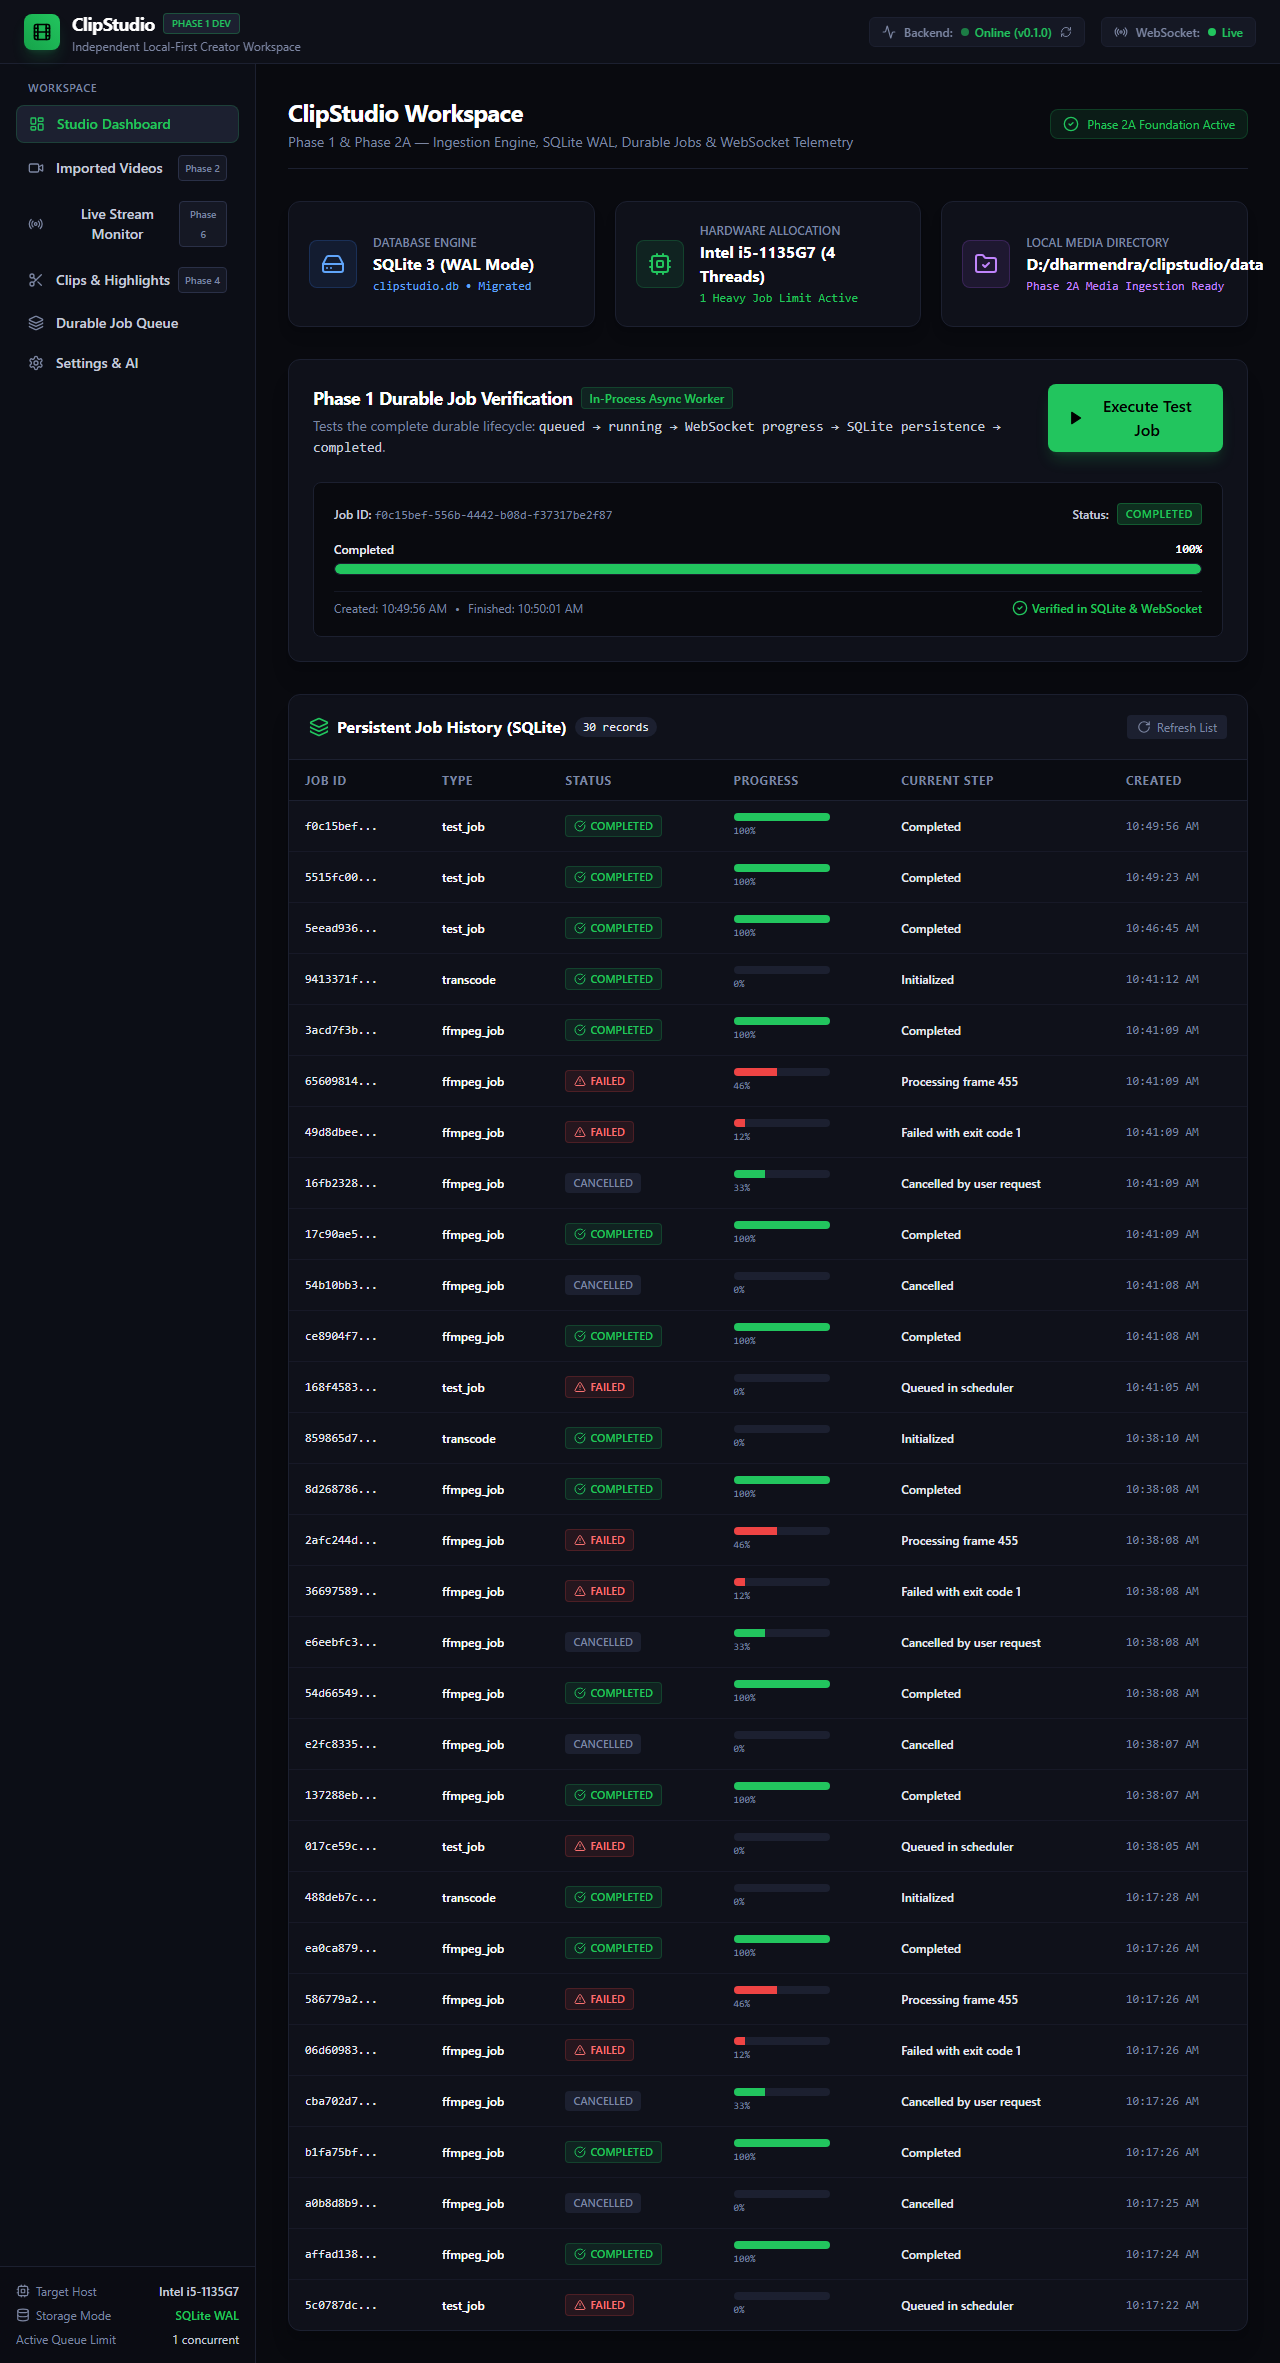 ClipStudio PHASE 1 DEV
Independent Local-First Creator Workspace
Backend: Online (v0.1.0)
WebSocket: Live
WORKSPACE
Studio Dashboard
Imported Videos Phase 2
Live Stream
Monitor
Phase
6
Clips & Highlights Phase 4
Durable Job Queue
Settings & AI
ClipStudio Workspace
Phase 1 & Phase 2A — Ingestion Engine, SQLite WAL, Durable Jobs & WebSocket Telemetry
Phase 2A Foundation Active
DATABASE ENGINE
SQLite 3 (WAL Mode)
clipstudio.db • Migrated
HARDWARE ALLOCATION
Intel i5-1135G7 (4
Threads)
1 Heavy Job Limit Active
LOCAL MEDIA DIRECTORY
D:/dharmendra/clipstudio/data
Phase 2A Media Ingestion Ready
Phase 1 Durable Job Verification In-Process Async Worker
Tests the complete durable lifecycle: queued → running → WebSocket progress → SQLite persistence →
completed.
Execute Test
Job
Job ID: f0c15bef-556b-4442-b08d-f37317be2f87
Status: COMPLETED
Completed 100%
Created: 10:49:56 AM • Finished: 10:50:01 AM
Verified in SQLite & WebSocket
Persistent Job History (SQLite) 30 records
Refresh List
JOB ID TYPE STATUS PROGRESS CURRENT STEP CREATED
f0c15bef... test_job COMPLETED 100% Completed 10:49:56 AM
5515fc00... test_job COMPLETED 100% Completed 10:49:23 AM
5eead936... test_job COMPLETED 100% Completed 10:46:45 AM
9413371f... transcode COMPLETED 0% Initialized 10:41:12 AM
3acd7f3b... ffmpeg_job COMPLETED 100% Completed 10:41:09 AM
65609814... ffmpeg_job FAILED 46% Processing frame 455 10:41:09 AM
49d8dbee... ffmpeg_job FAILED 12% Failed with exit code 1 10:41:09 AM
16fb2328... ffmpeg_job CANCELLED 33% Cancelled by user request 10:41:09 AM
17c90ae5... ffmpeg_job COMPLETED 100% Completed 10:41:09 AM
54b10bb3... ffmpeg_job CANCELLED 0% Cancelled 10:41:08 AM
ce8904f7... ffmpeg_job COMPLETED 100% Completed 10:41:08 AM
168f4583... test_job FAILED 0% Queued in scheduler 10:41:05 AM
859865d7... transcode COMPLETED 0% Initialized 10:38:10 AM
8d268786... ffmpeg_job COMPLETED 100% Completed 10:38:08 AM
2afc244d... ffmpeg_job FAILED 46% Processing frame 455 10:38:08 AM
36697589... ffmpeg_job FAILED 12% Failed with exit code 1 10:38:08 AM
e6eebfc3... ffmpeg_job CANCELLED 33% Cancelled by user request 10:38:08 AM
54d66549... ffmpeg_job COMPLETED 100% Completed 10:38:08 AM
e2fc8335... ffmpeg_job CANCELLED 0% Cancelled 10:38:07 AM
137288eb... ffmpeg_job COMPLETED 100% Completed 10:38:07 AM
017ce59c... test_job FAILED 0% Queued in scheduler 10:38:05 AM
488deb7c... transcode COMPLETED 0% Initialized 10:17:28 AM
ea0ca879... ffmpeg_job COMPLETED 100% Completed 10:17:26 AM
586779a2... ffmpeg_job FAILED 46% Processing frame 455 10:17:26 AM
06d60983... ffmpeg_job FAILED 12% Failed with exit code 1 10:17:26 AM
cba702d7... ffmpeg_job CANCELLED 33% Cancelled by user request 10:17:26 AM
b1fa75bf... ffmpeg_job COMPLETED 100% Completed 10:17:26 AM
a0b8d8b9... ffmpeg_job CANCELLED 0% Cancelled 10:17:25 AM
affad138... ffmpeg_job COMPLETED 100% Completed 10:17:24 AM
5c0787dc... test_job FAILED 0% Queued in scheduler 10:17:22 AM
Target Host Intel i5-1135G7
Storage Mode SQLite WAL
Active Queue Limit 1 concurrent